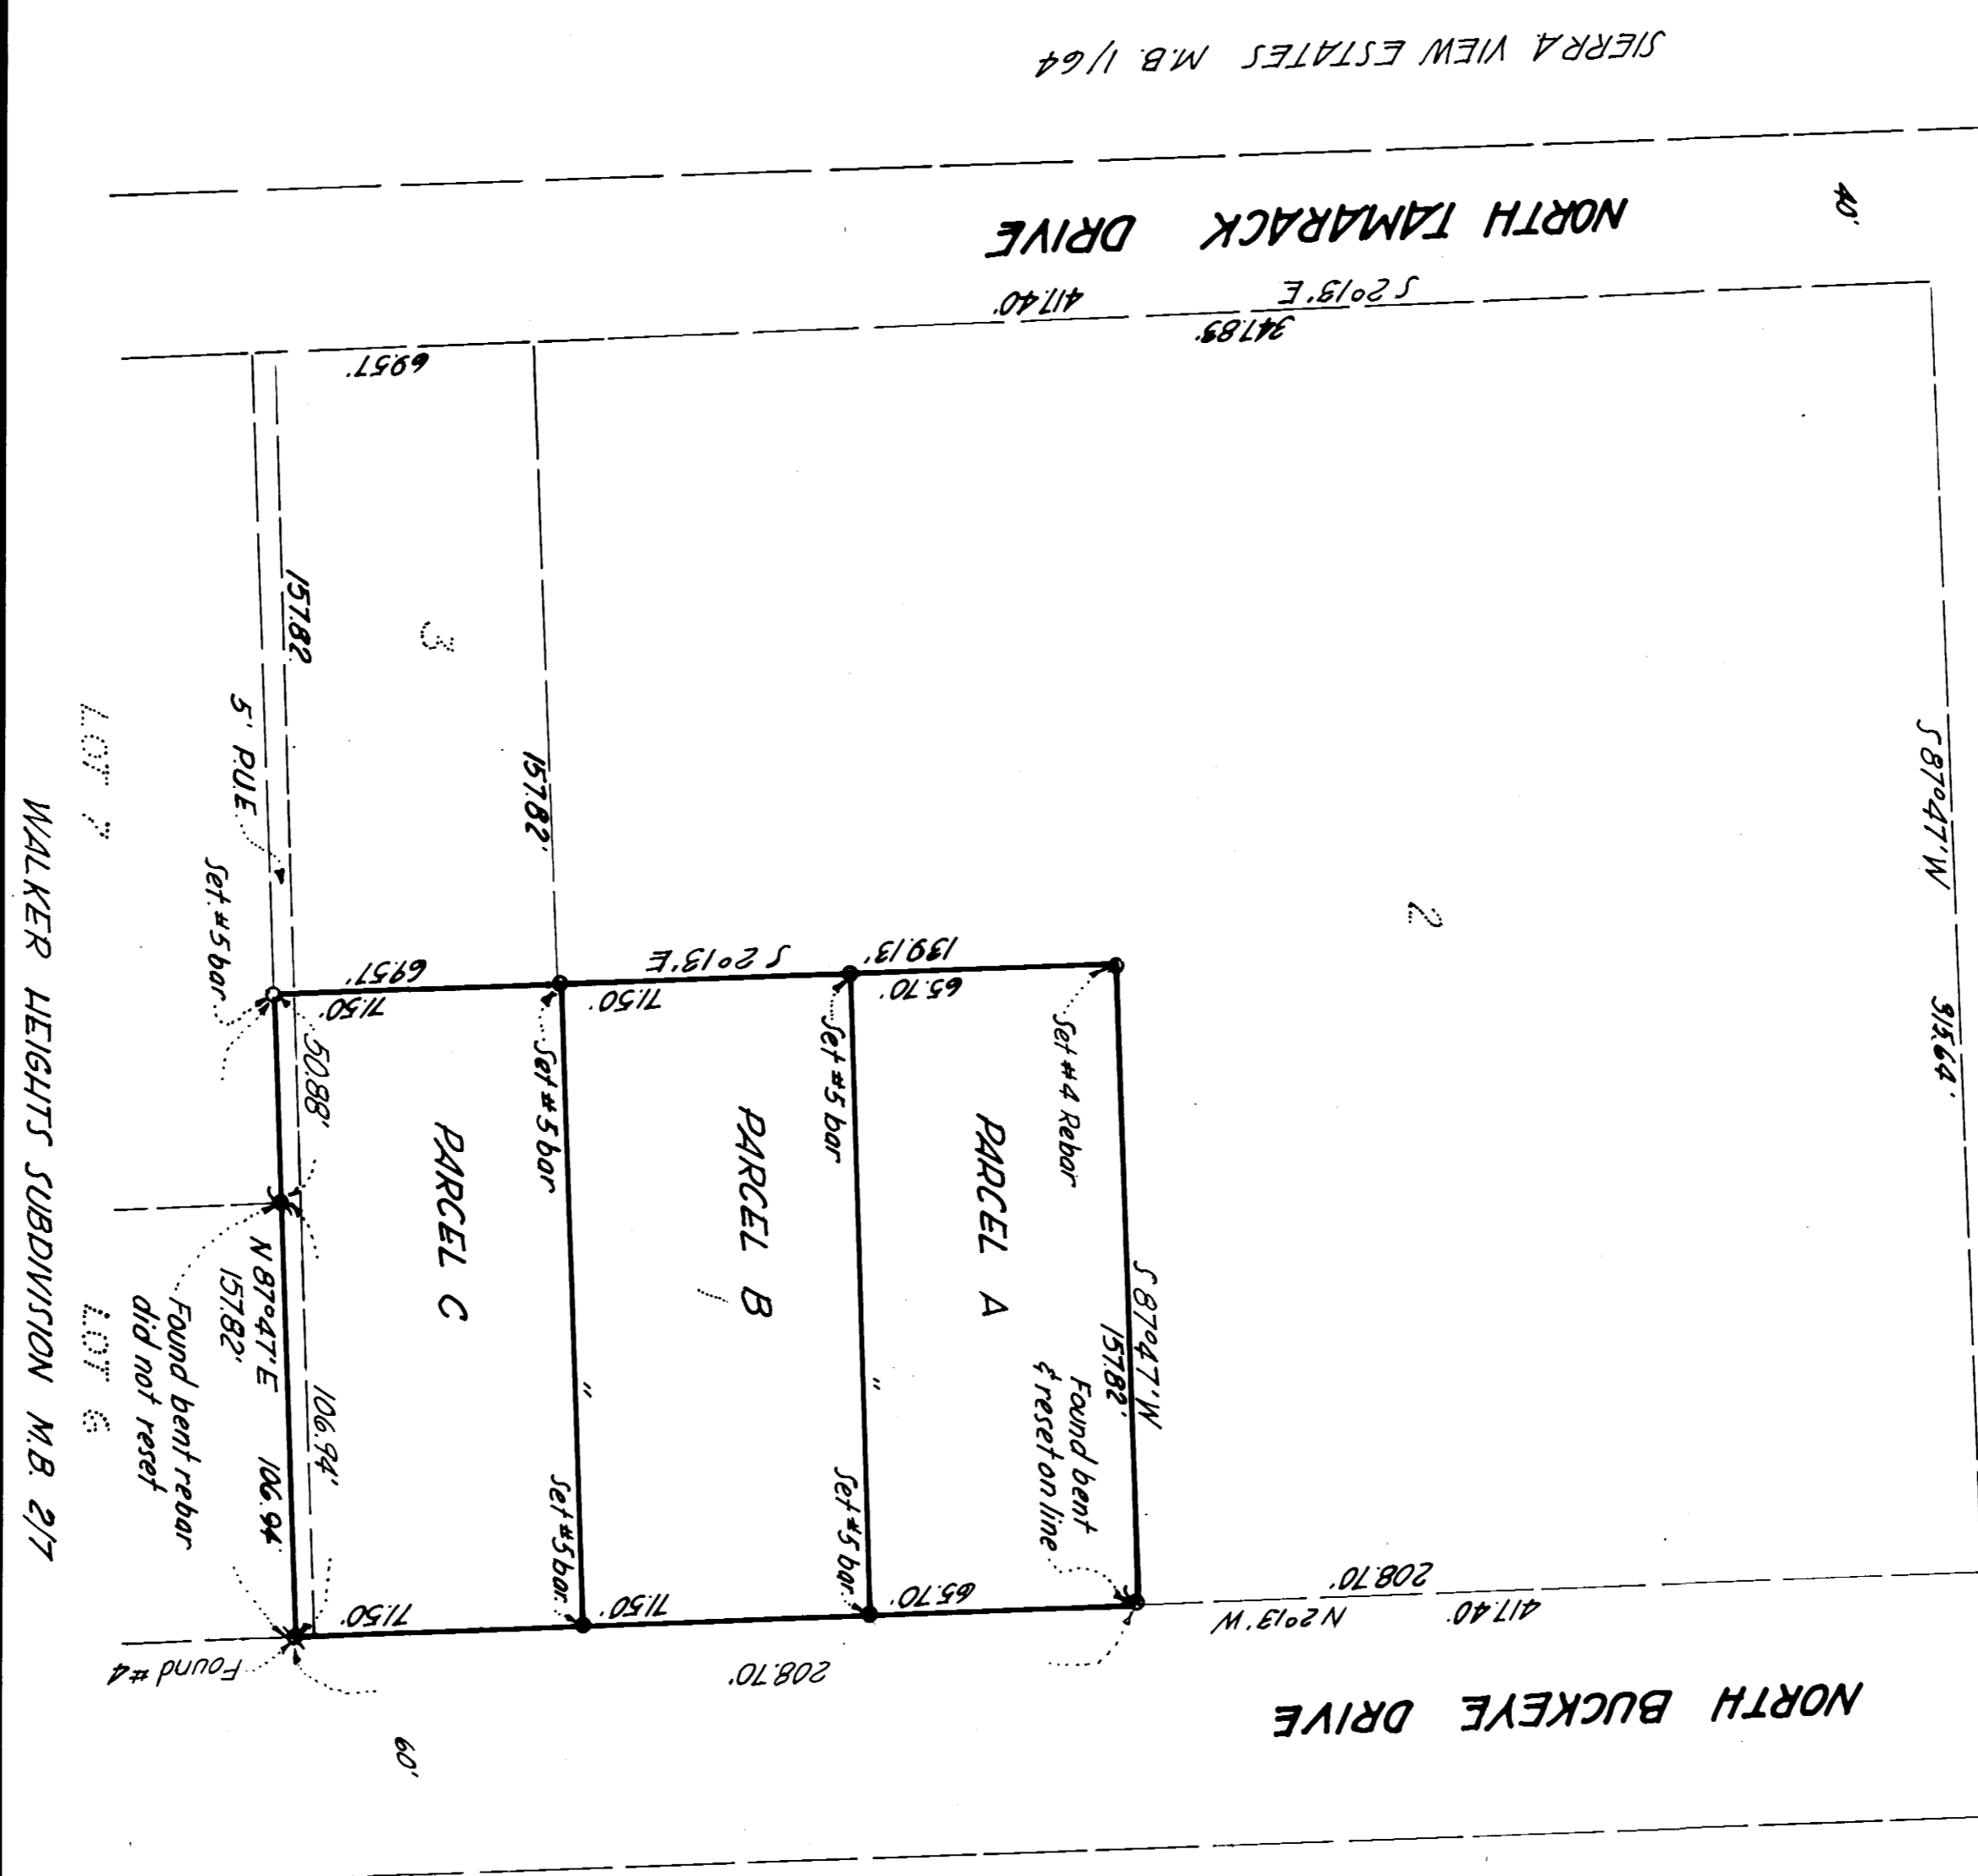 SIERRA VIEW ESTATES M.B. 1/64
NORTH TAMARACK DRIVE
40'
S 2°13' E
417.40'
347.83'
69.57'
157.82'
3
5' P.U.E.
157.82'
S 87°47' W 315.64'
2
LOT 7
Set #5 bar
69.57'
71.50'
S 2°13' E
71.50'
139.13'
65.70'
50.88'
Set #5 bar
Set #5 bar
Set #4 Rebar
PARCEL C
PARCEL B
1
PARCEL A
N 87°47' E 106.94'
157.82'
106.94'
Found bent rebar
did not reset
"
"
S 87°47' W
157.82'
Found bent
& reset on line
Set #5 bar
Set #5 bar
LOT 6
WALKER HEIGHTS SUBDIVISION M.B. 2/7
Found #4
71.50'
71.50'
65.70'
208.70'
N 2°13' W
417.40'
208.70'
NORTH BUCKEYE DRIVE
60'